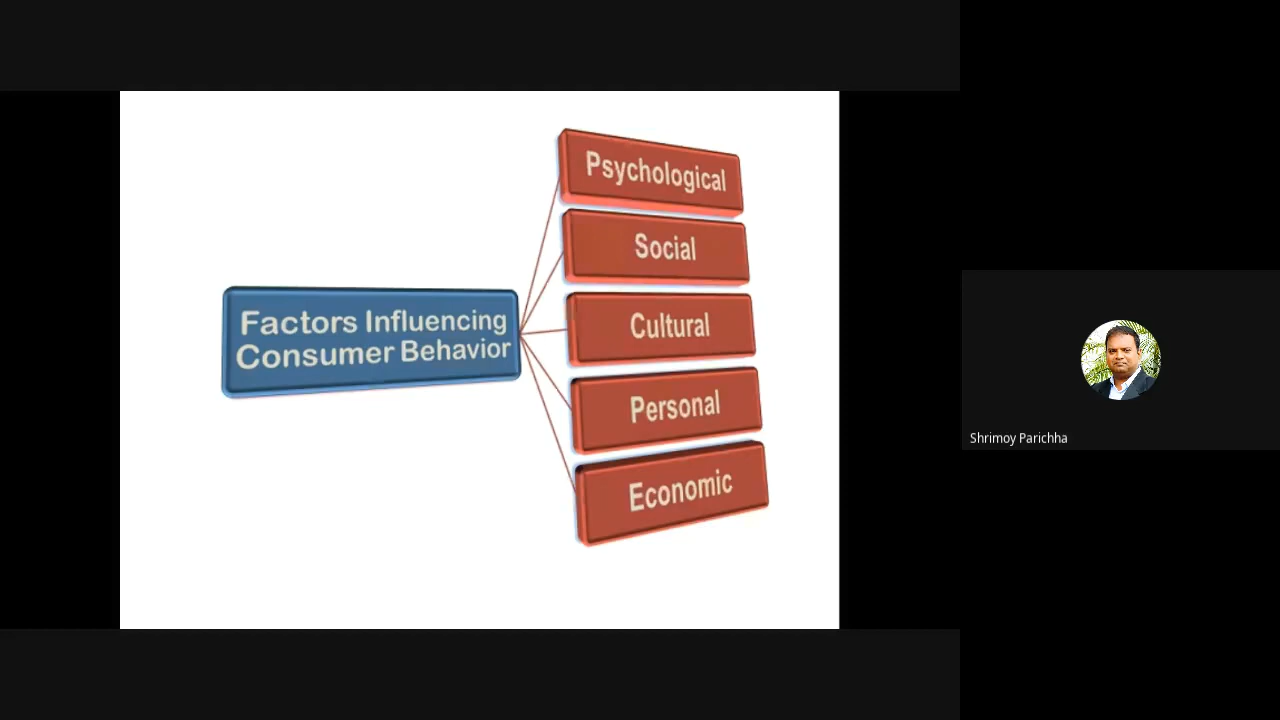 Factors Influencing
Consumer Behavior
Psychological
Social
Cultural
Personal
Economic
Shrimoy Parichha